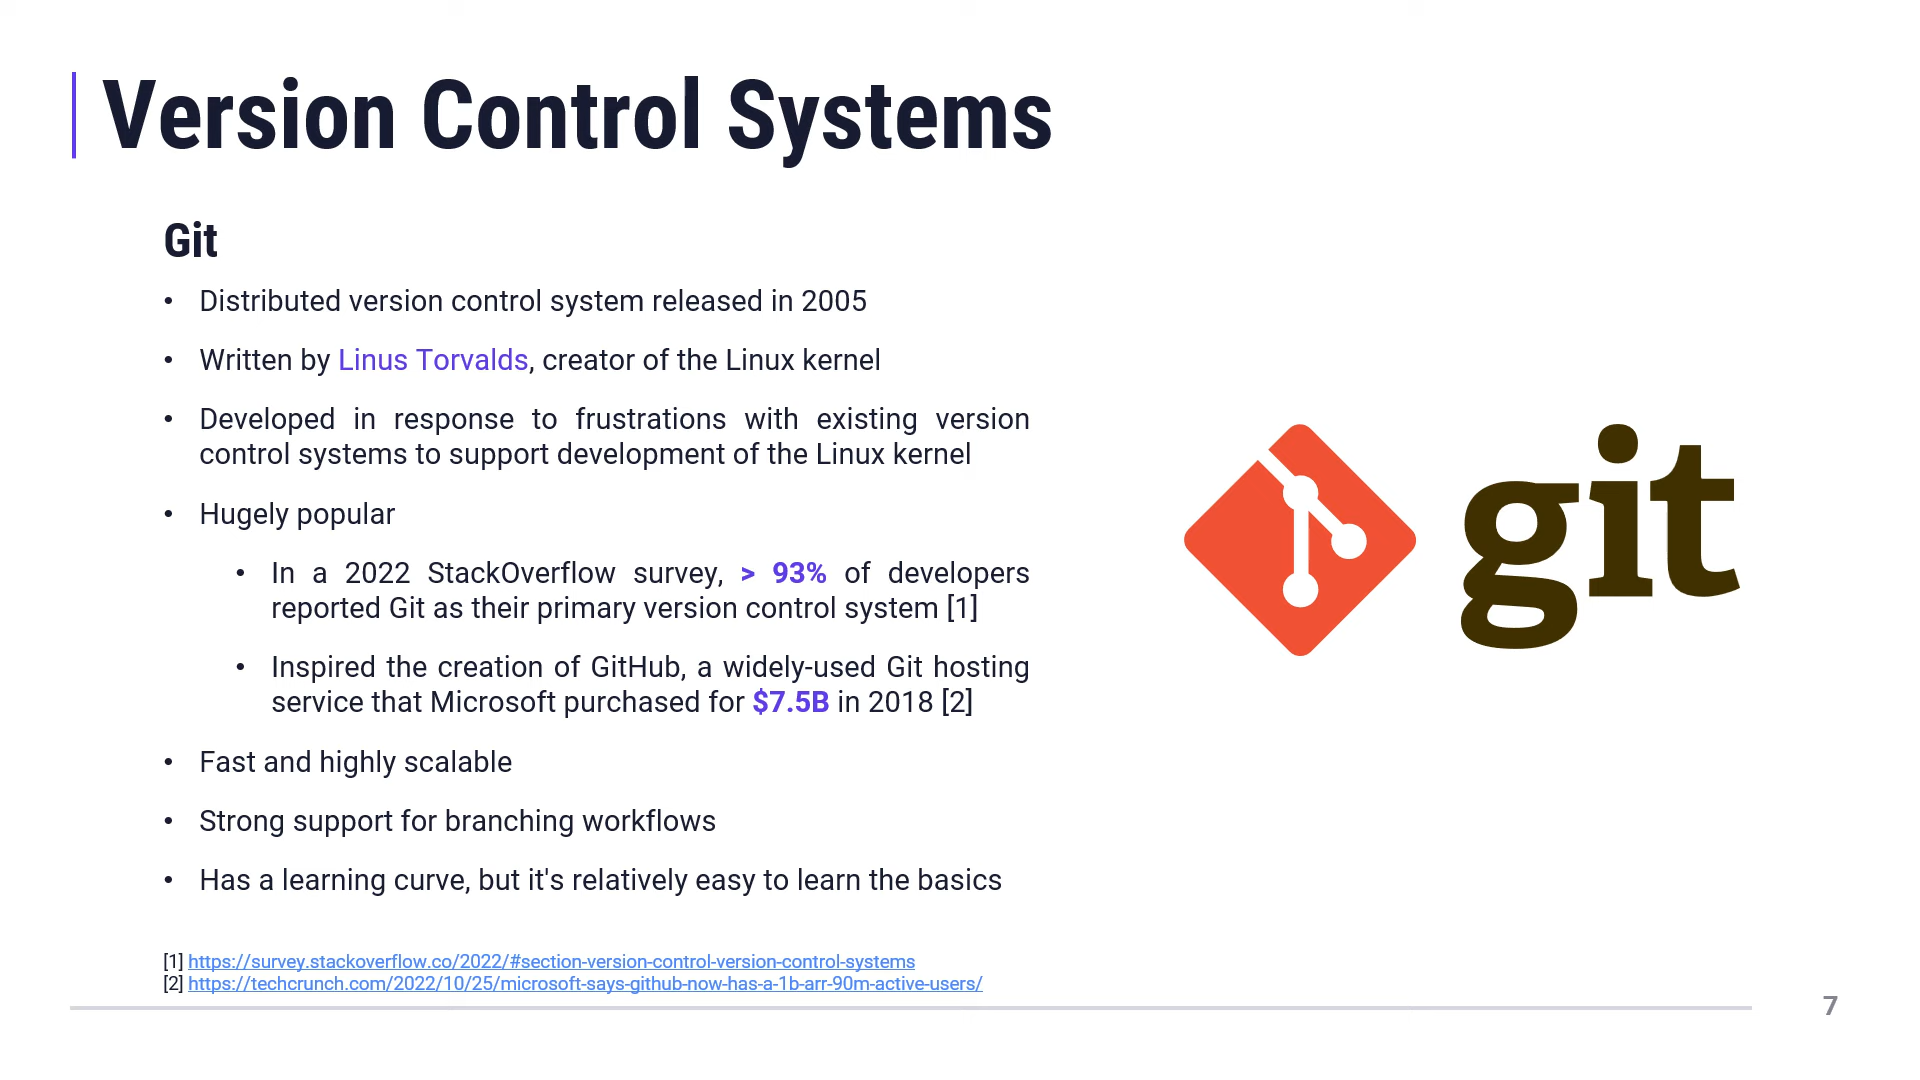 Version Control Systems
Git
• Distributed version control system released in 2005
• Written by Linus Torvalds, creator of the Linux kernel
• Developed in response to frustrations with existing version
control systems to support development of the Linux kernel
• Hugely popular
• In a 2022 StackOverflow survey, > 93% of developers
reported Git as their primary version control system [1]
• Inspired the creation of GitHub, a widely-used Git hosting
service that Microsoft purchased for $7.5B in 2018 [2]
• Fast and highly scalable
• Strong support for branching workflows
• Has a learning curve, but it's relatively easy to learn the basics
git
[1] https://survey.stackoverflow.co/2022/#section-version-control-version-control-systems
[2] https://techcrunch.com/2022/10/25/microsoft-says-github-now-has-a-1b-arr-90m-active-users/
7